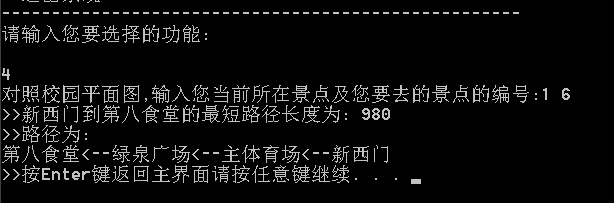 --------------------------------------------------
请输入您要选择的功能:
4
对照校园平面图,输入您当前所在景点及您要去的景点的编号:1 6
>>新西门到第八食堂的最短路径长度为: 980
>>路径为:
第八食堂<--绿泉广场<--主体育场<--新西门
>>按Enter键返回主界面请按任意键继续. . .